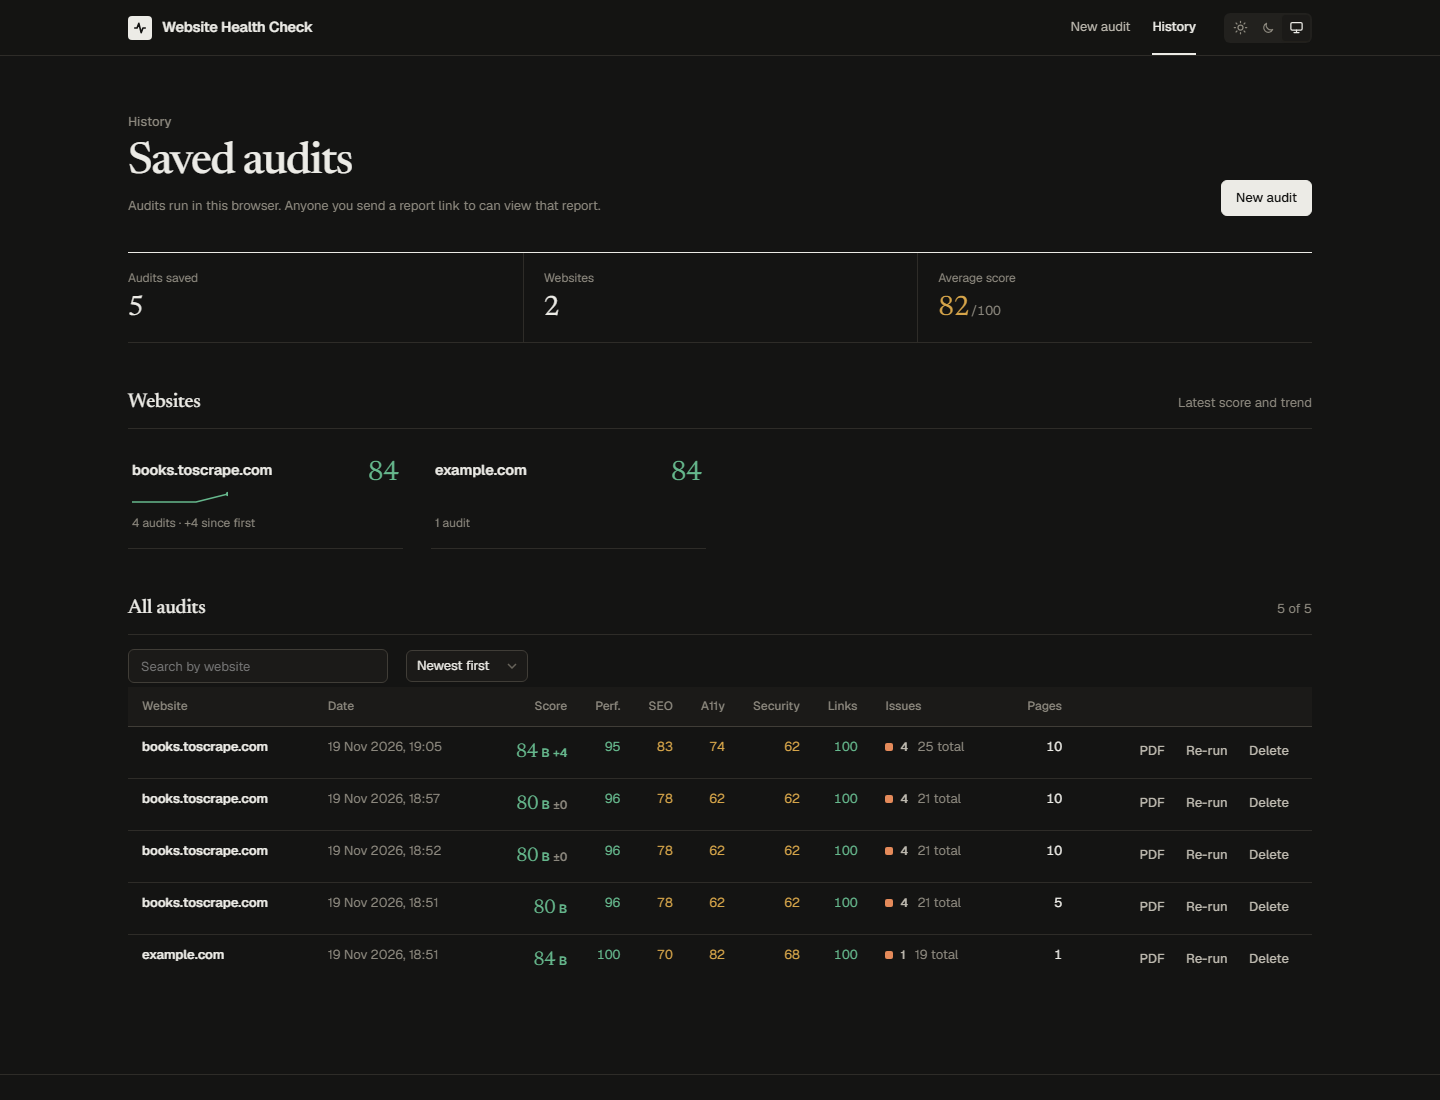 Website Health Check
New audit
History
History
Saved audits
Audits run in this browser. Anyone you send a report link to can view that report.
New audit
Audits saved
5
Websites
2
Average score
82/100
Websites
Latest score and trend
books.toscrape.com 84
4 audits · +4 since first
example.com 84
1 audit
All audits
5 of 5
Search by website
Newest first
Website Date Score Perf. SEO A11y Security Links Issues Pages
books.toscrape.com 19 Nov 2026, 19:05 84 B +4 95 83 74 62 100 4 25 total 10 PDF Re-run Delete
books.toscrape.com 19 Nov 2026, 18:57 80 B ±0 96 78 62 62 100 4 21 total 10 PDF Re-run Delete
books.toscrape.com 19 Nov 2026, 18:52 80 B ±0 96 78 62 62 100 4 21 total 10 PDF Re-run Delete
books.toscrape.com 19 Nov 2026, 18:51 80 B 96 78 62 62 100 4 21 total 5 PDF Re-run Delete
example.com 19 Nov 2026, 18:51 84 B 100 70 82 68 100 1 19 total 1 PDF Re-run Delete